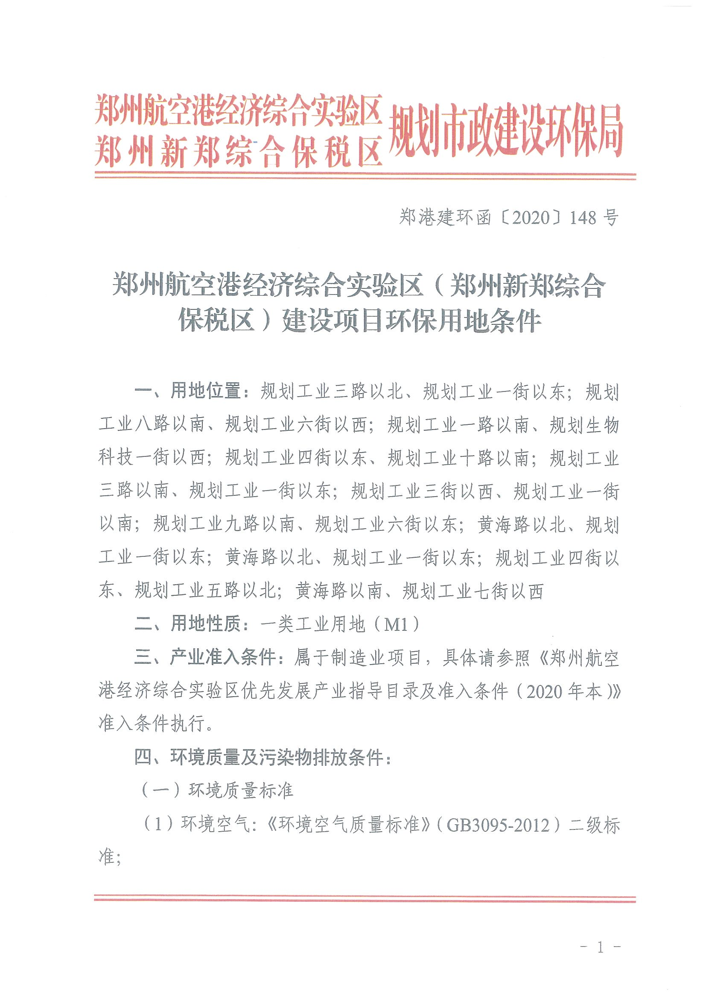 郑州航空港经济综合实验区
郑州新郑综合保税区
规划市政建设环保局
郑港建环函〔2020〕148 号
郑州航空港经济综合实验区（郑州新郑综合
保税区）建设项目环保用地条件
一、用地位置：规划工业三路以北、规划工业一街以东；规划
工业八路以南、规划工业六街以西；规划工业一路以南、规划生物
科技一街以西；规划工业四街以东、规划工业十路以南；规划工业
三路以南、规划工业一街以东；规划工业三街以西、规划工业一街
以南；规划工业九路以南、规划工业六街以东；黄海路以北、规划
工业一街以东；黄海路以北、规划工业一街以东；规划工业四街以
东、规划工业五路以北；黄海路以南、规划工业七街以西
二、用地性质：一类工业用地（M1）
三、产业准入条件：属于制造业项目，具体请参照《郑州航空
港经济综合实验区优先发展产业指导目录及准入条件（2020 年本）》
准入条件执行。
四、环境质量及污染物排放条件：
（一）环境质量标准
（1）环境空气：《环境空气质量标准》（GB3095-2012）二级标
准；
- 1 -